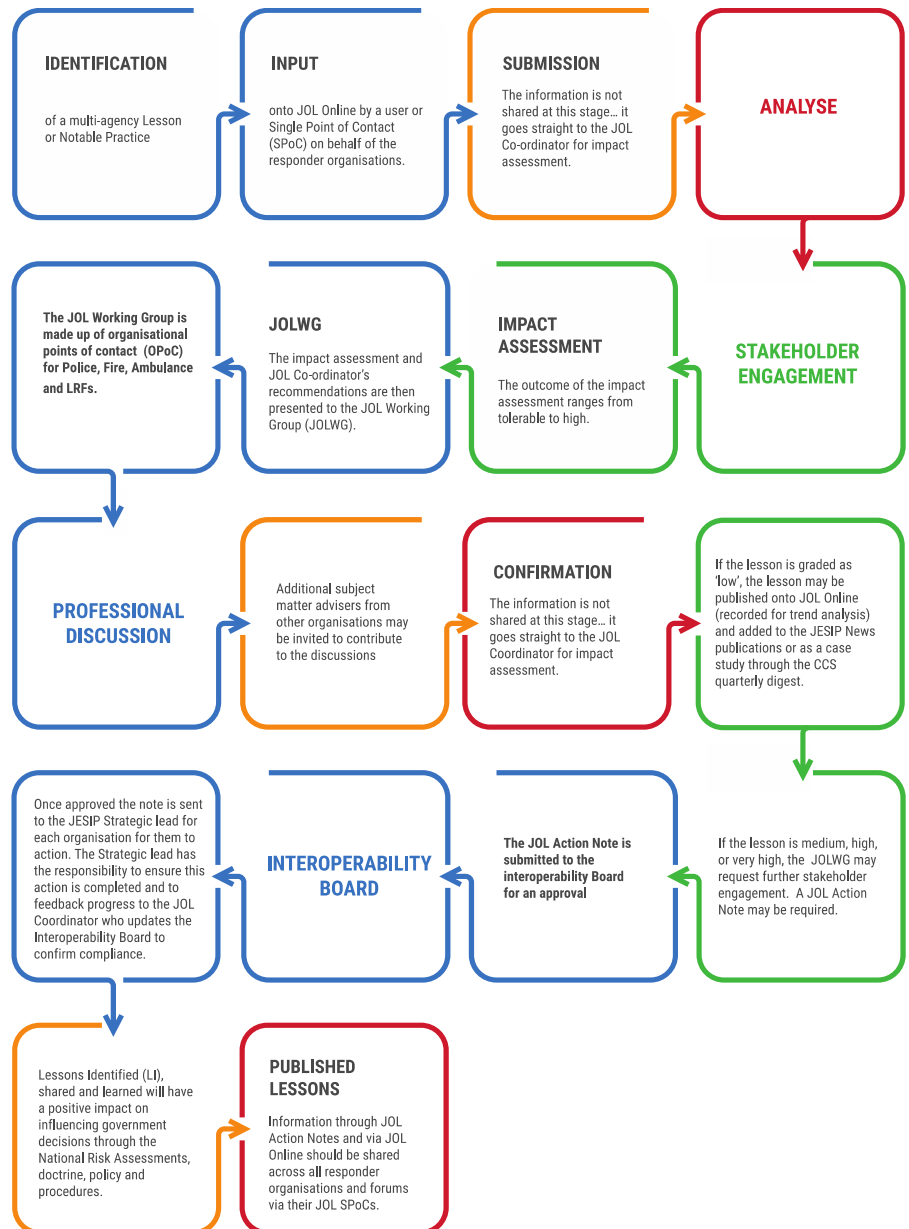 IDENTIFICATION
of a multi-agency Lesson
or Notable Practice
INPUT
onto JOL Online by a user or
Single Point of Contact
(SPoC) on behalf of the
responder organisations.
SUBMISSION
The information is not
shared at this stage… it
goes straight to the JOL
Co-ordinator for impact
assessment.
ANALYSE
STAKEHOLDER
ENGAGEMENT
IMPACT
ASSESSMENT
The outcome of the impact
assessment ranges from
tolerable to high.
JOLWG
The impact assessment and
JOL Co-ordinator’s
recommendations are then
presented to the JOL Working
Group (JOLWG).
The JOL Working Group is
made up of organisational
points of contact (OPoC)
for Police, Fire, Ambulance
and LRFs.
PROFESSIONAL
DISCUSSION
Additional subject
matter advisers from
other organisations may
be invited to contribute
to the discussions
CONFIRMATION
The information is not
shared at this stage… it
goes straight to the JOL
Coordinator for impact
assessment.
If the lesson is graded as
‘low’, the lesson may be
published onto JOL Online
(recorded for trend analysis)
and added to the JESIP News
publications or as a case
study through the CCS
quarterly digest.
If the lesson is medium, high,
or very high, the JOLWG may
request further stakeholder
engagement. A JOL Action
Note may be required.
The JOL Action Note is
submitted to the
interoperability Board
for an approval
INTEROPERABILITY
BOARD
Once approved the note is sent
to the JESIP Strategic lead for
each organisation for them to
action. The Strategic lead has
the responsibility to ensure this
action is completed and to
feedback progress to the JOL
Coordinator who updates the
Interoperability Board to
confirm compliance.
Lessons Identified (LI),
shared and learned will have
a positive impact on
influencing government
decisions through the
National Risk Assessments,
doctrine, policy and
procedures.
PUBLISHED
LESSONS
Information through JOL
Action Notes and via JOL
Online should be shared
across all responder
organisations and forums
via their JOL SPoCs.